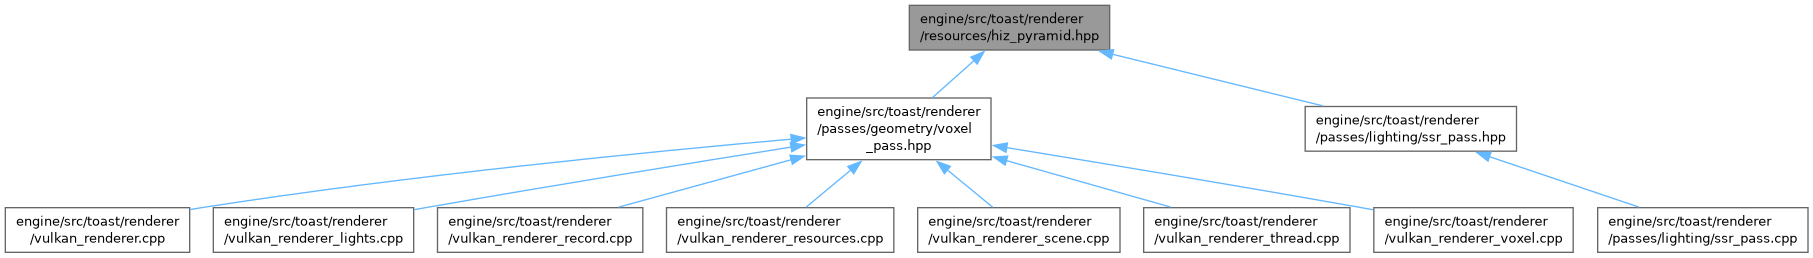 engine/src/toast/renderer
/resources/hiz_pyramid.hpp
engine/src/toast/renderer
/passes/geometry/voxel
_pass.hpp
engine/src/toast/renderer
/passes/lighting/ssr_pass.hpp
engine/src/toast/renderer
/vulkan_renderer.cpp
engine/src/toast/renderer
/vulkan_renderer_lights.cpp
engine/src/toast/renderer
/vulkan_renderer_record.cpp
engine/src/toast/renderer
/vulkan_renderer_resources.cpp
engine/src/toast/renderer
/vulkan_renderer_scene.cpp
engine/src/toast/renderer
/vulkan_renderer_thread.cpp
engine/src/toast/renderer
/vulkan_renderer_voxel.cpp
engine/src/toast/renderer
/passes/lighting/ssr_pass.cpp